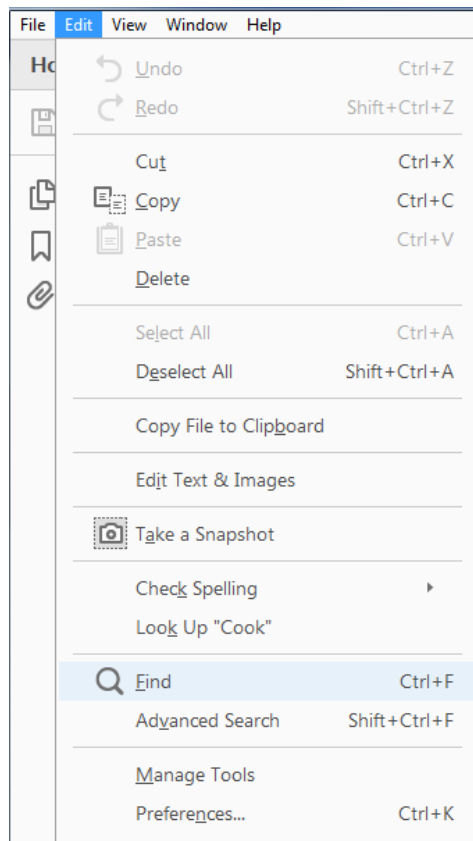 File Edit View Window Help
Ho
Undo Ctrl+Z
Redo Shift+Ctrl+Z
Cut Ctrl+X
Copy Ctrl+C
Paste Ctrl+V
Delete
Select All Ctrl+A
Deselect All Shift+Ctrl+A
Copy File to Clipboard
Edit Text & Images
Take a Snapshot
Check Spelling
Look Up "Cook"
Find Ctrl+F
Advanced Search Shift+Ctrl+F
Manage Tools
Preferences... Ctrl+K